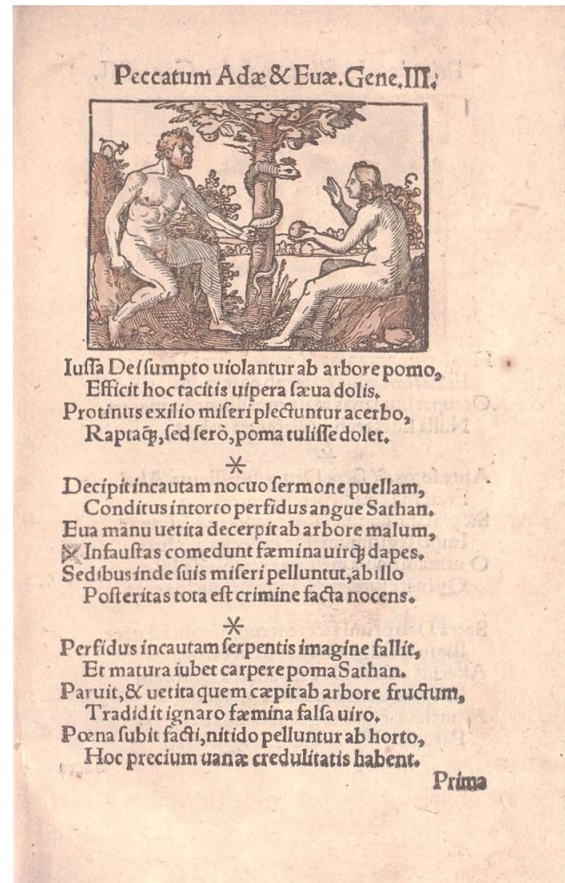 Peccatum Adæ & Euæ. Gene. III.
Iuſſa Dei ſumpto uiolantur ab arbore pomo,
Efficit hoc tacitis uipera ſæua dolis.
Protinus exilio miſeri plectuntur acerbo,
Raptaq́;, ſed ſerò, poma tuliſſe dolet.
*
Decipit incautam nocuo ſermone puellam,
Conditus intorto perfidus angue Sathan.
Eua manu uetita decerpit ab arbore malum,
Infauſtas comedunt fæmina uirq́; dapes.
Sedibus inde ſuis miſeri pelluntut, ab illo
Poſteritas tota eſt crimine facta nocens.
*
Perfidus incautam ſerpentis imagine fallit,
Et matura iubet carpere poma Sathan.
Paruit, & uetita quem cæpit ab arbore fructum,
Tradidit ignaro fæmina falſa uiro.
Pœna ſubit facti, nitido pelluntur ab horto,
Hoc precium uanæ credulitatis habent.
Prima